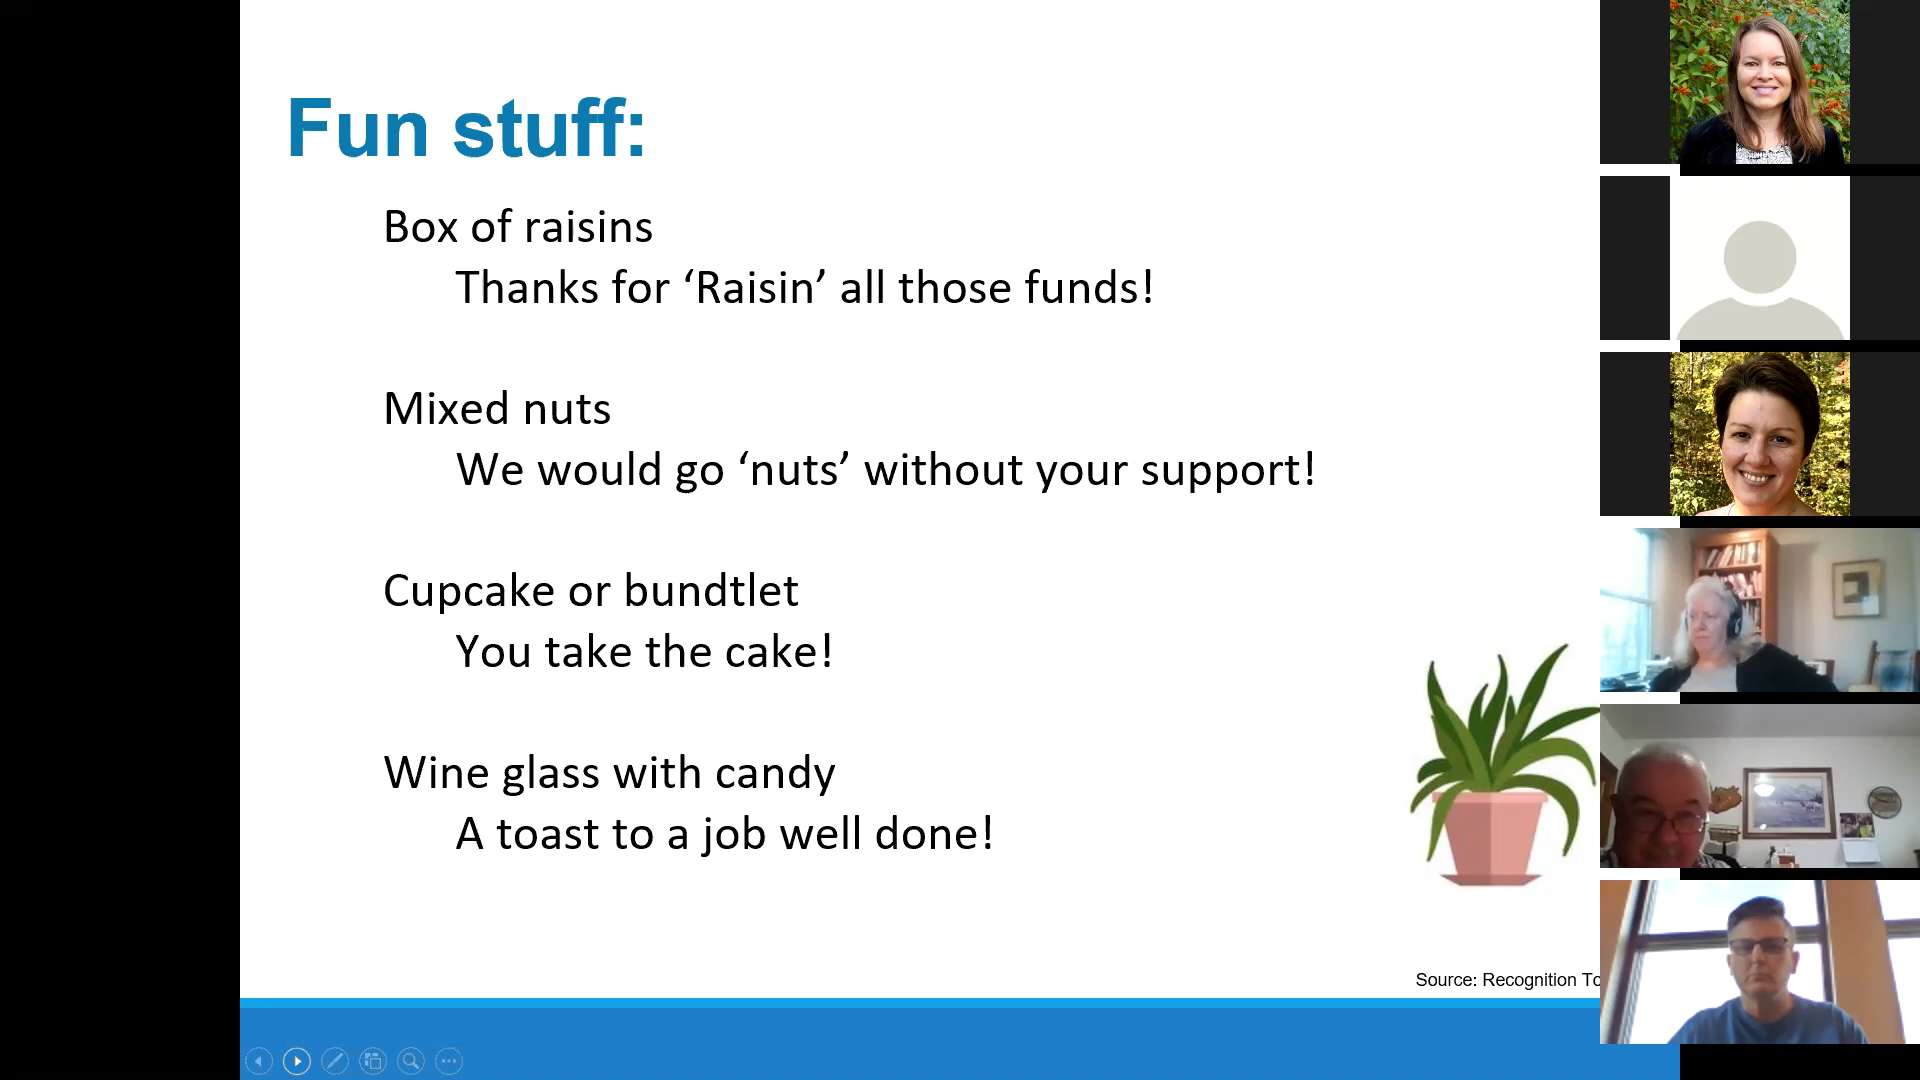 Fun stuff:
Box of raisins
Thanks for ‘Raisin’ all those funds!
Mixed nuts
We would go ‘nuts’ without your support!
Cupcake or bundtlet
You take the cake!
Wine glass with candy
A toast to a job well done!
Source: Recognition